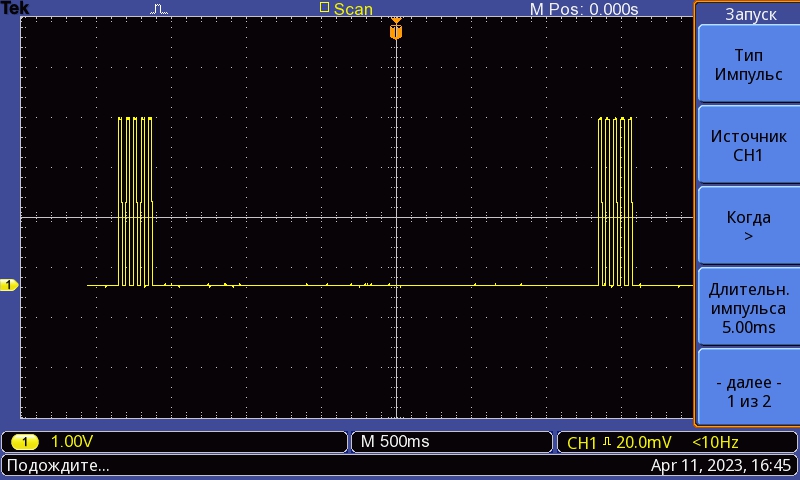 Tek
Scan
M Pos: 0.000s
T
Запуск
Тип
Импульс
Источник
CH1
Когда
>
Длительн.
импульса
5.00ms
- далее -
1 из 2
1
1 1.00V
M 500ms
CH1 20.0mV <10Hz
Подождите...
Apr 11, 2023, 16:45